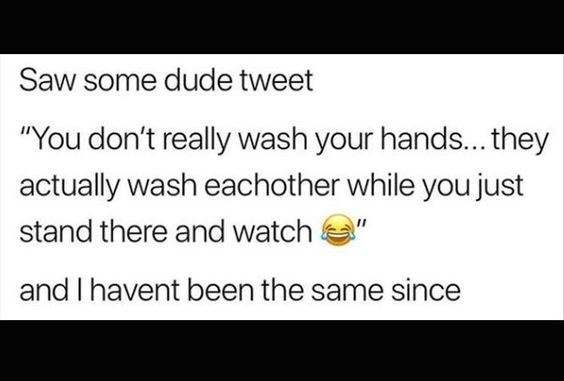 Saw some dude tweet
"You don't really wash your hands... they
actually wash eachother while you just
stand there and watch 😂"
and I havent been the same since